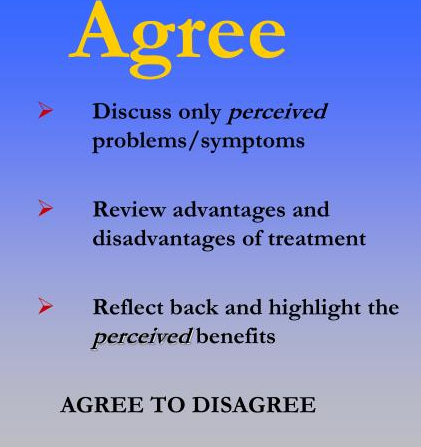 Agree
Discuss only perceived
problems/symptoms
Review advantages and
disadvantages of treatment
Reflect back and highlight the
perceived benefits
AGREE TO DISAGREE